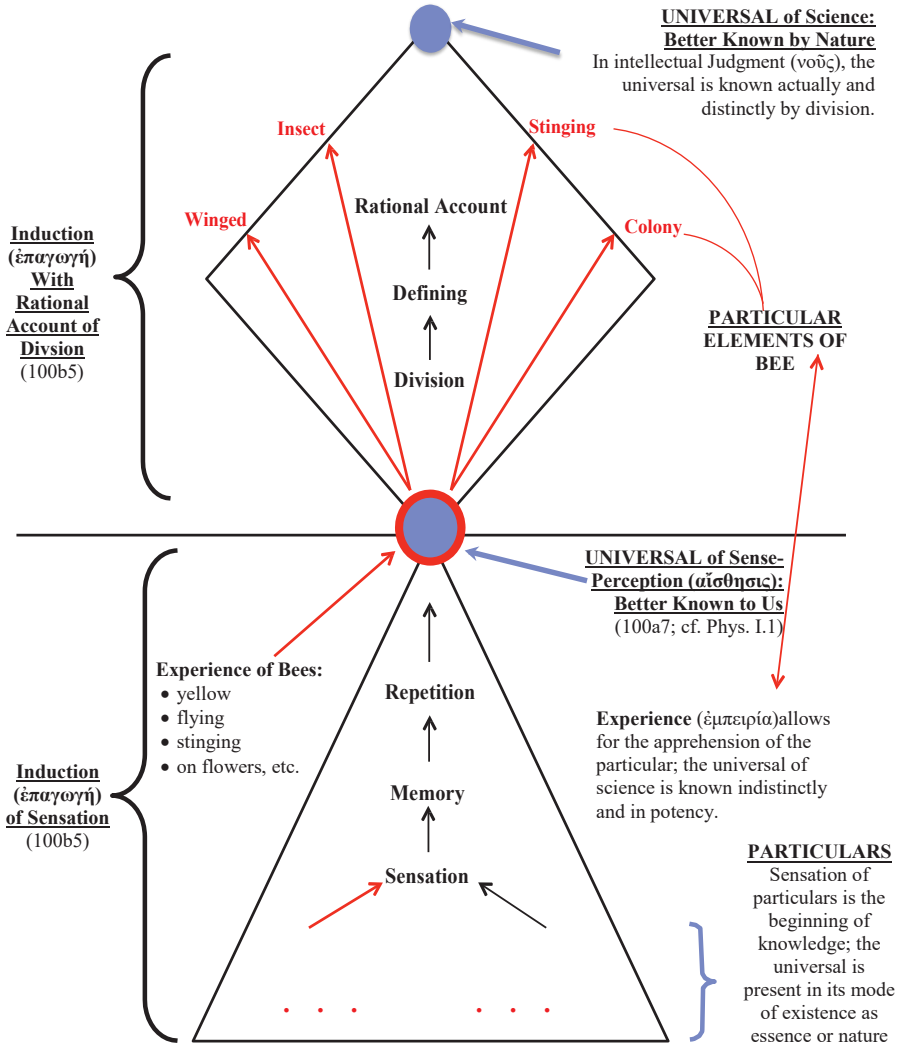 UNIVERSAL of Science:
Better Known by Nature
In intellectual Judgment (νοῦς), the
universal is known actually and
distinctly by division.
Insect
Stinging
Winged
Rational Account
Colony
Induction
(ἐπαγωγή)
With
Rational
Account of
Divsion
(100b5)
Defining
Division
PARTICULAR
ELEMENTS OF
BEE
UNIVERSAL of Sense-
Perception (αἴσθησις):
Better Known to Us
(100a7; cf. Phys. I.1)
Experience of Bees:
• yellow
• flying
• stinging
• on flowers, etc.
Repetition
Memory
Sensation
Induction
(ἐπαγωγή)
of Sensation
(100b5)
Experience (ἐμπειρία)allows
for the apprehension of the
particular; the universal of
science is known indistinctly
and in potency.
PARTICULARS
Sensation of
particulars is the
beginning of
knowledge; the
universal is
present in its mode
of existence as
essence or nature